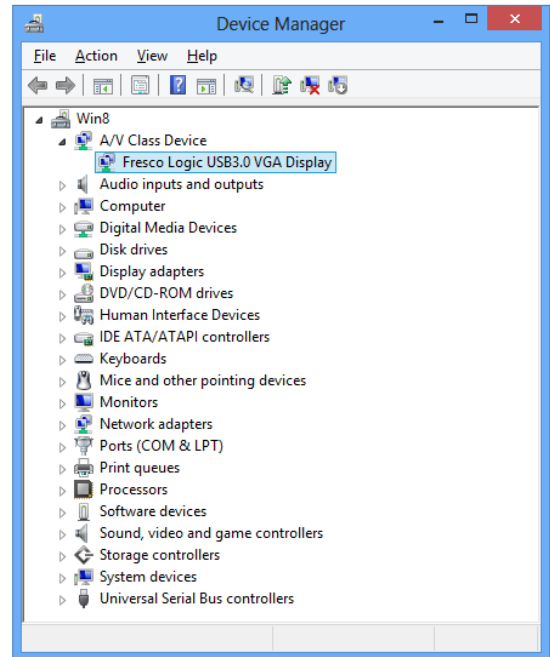 Device Manager
File Action View Help
Win8
A/V Class Device
Fresco Logic USB3.0 VGA Display
Audio inputs and outputs
Computer
Digital Media Devices
Disk drives
Display adapters
DVD/CD-ROM drives
Human Interface Devices
IDE ATA/ATAPI controllers
Keyboards
Mice and other pointing devices
Monitors
Network adapters
Ports (COM & LPT)
Print queues
Processors
Software devices
Sound, video and game controllers
Storage controllers
System devices
Universal Serial Bus controllers